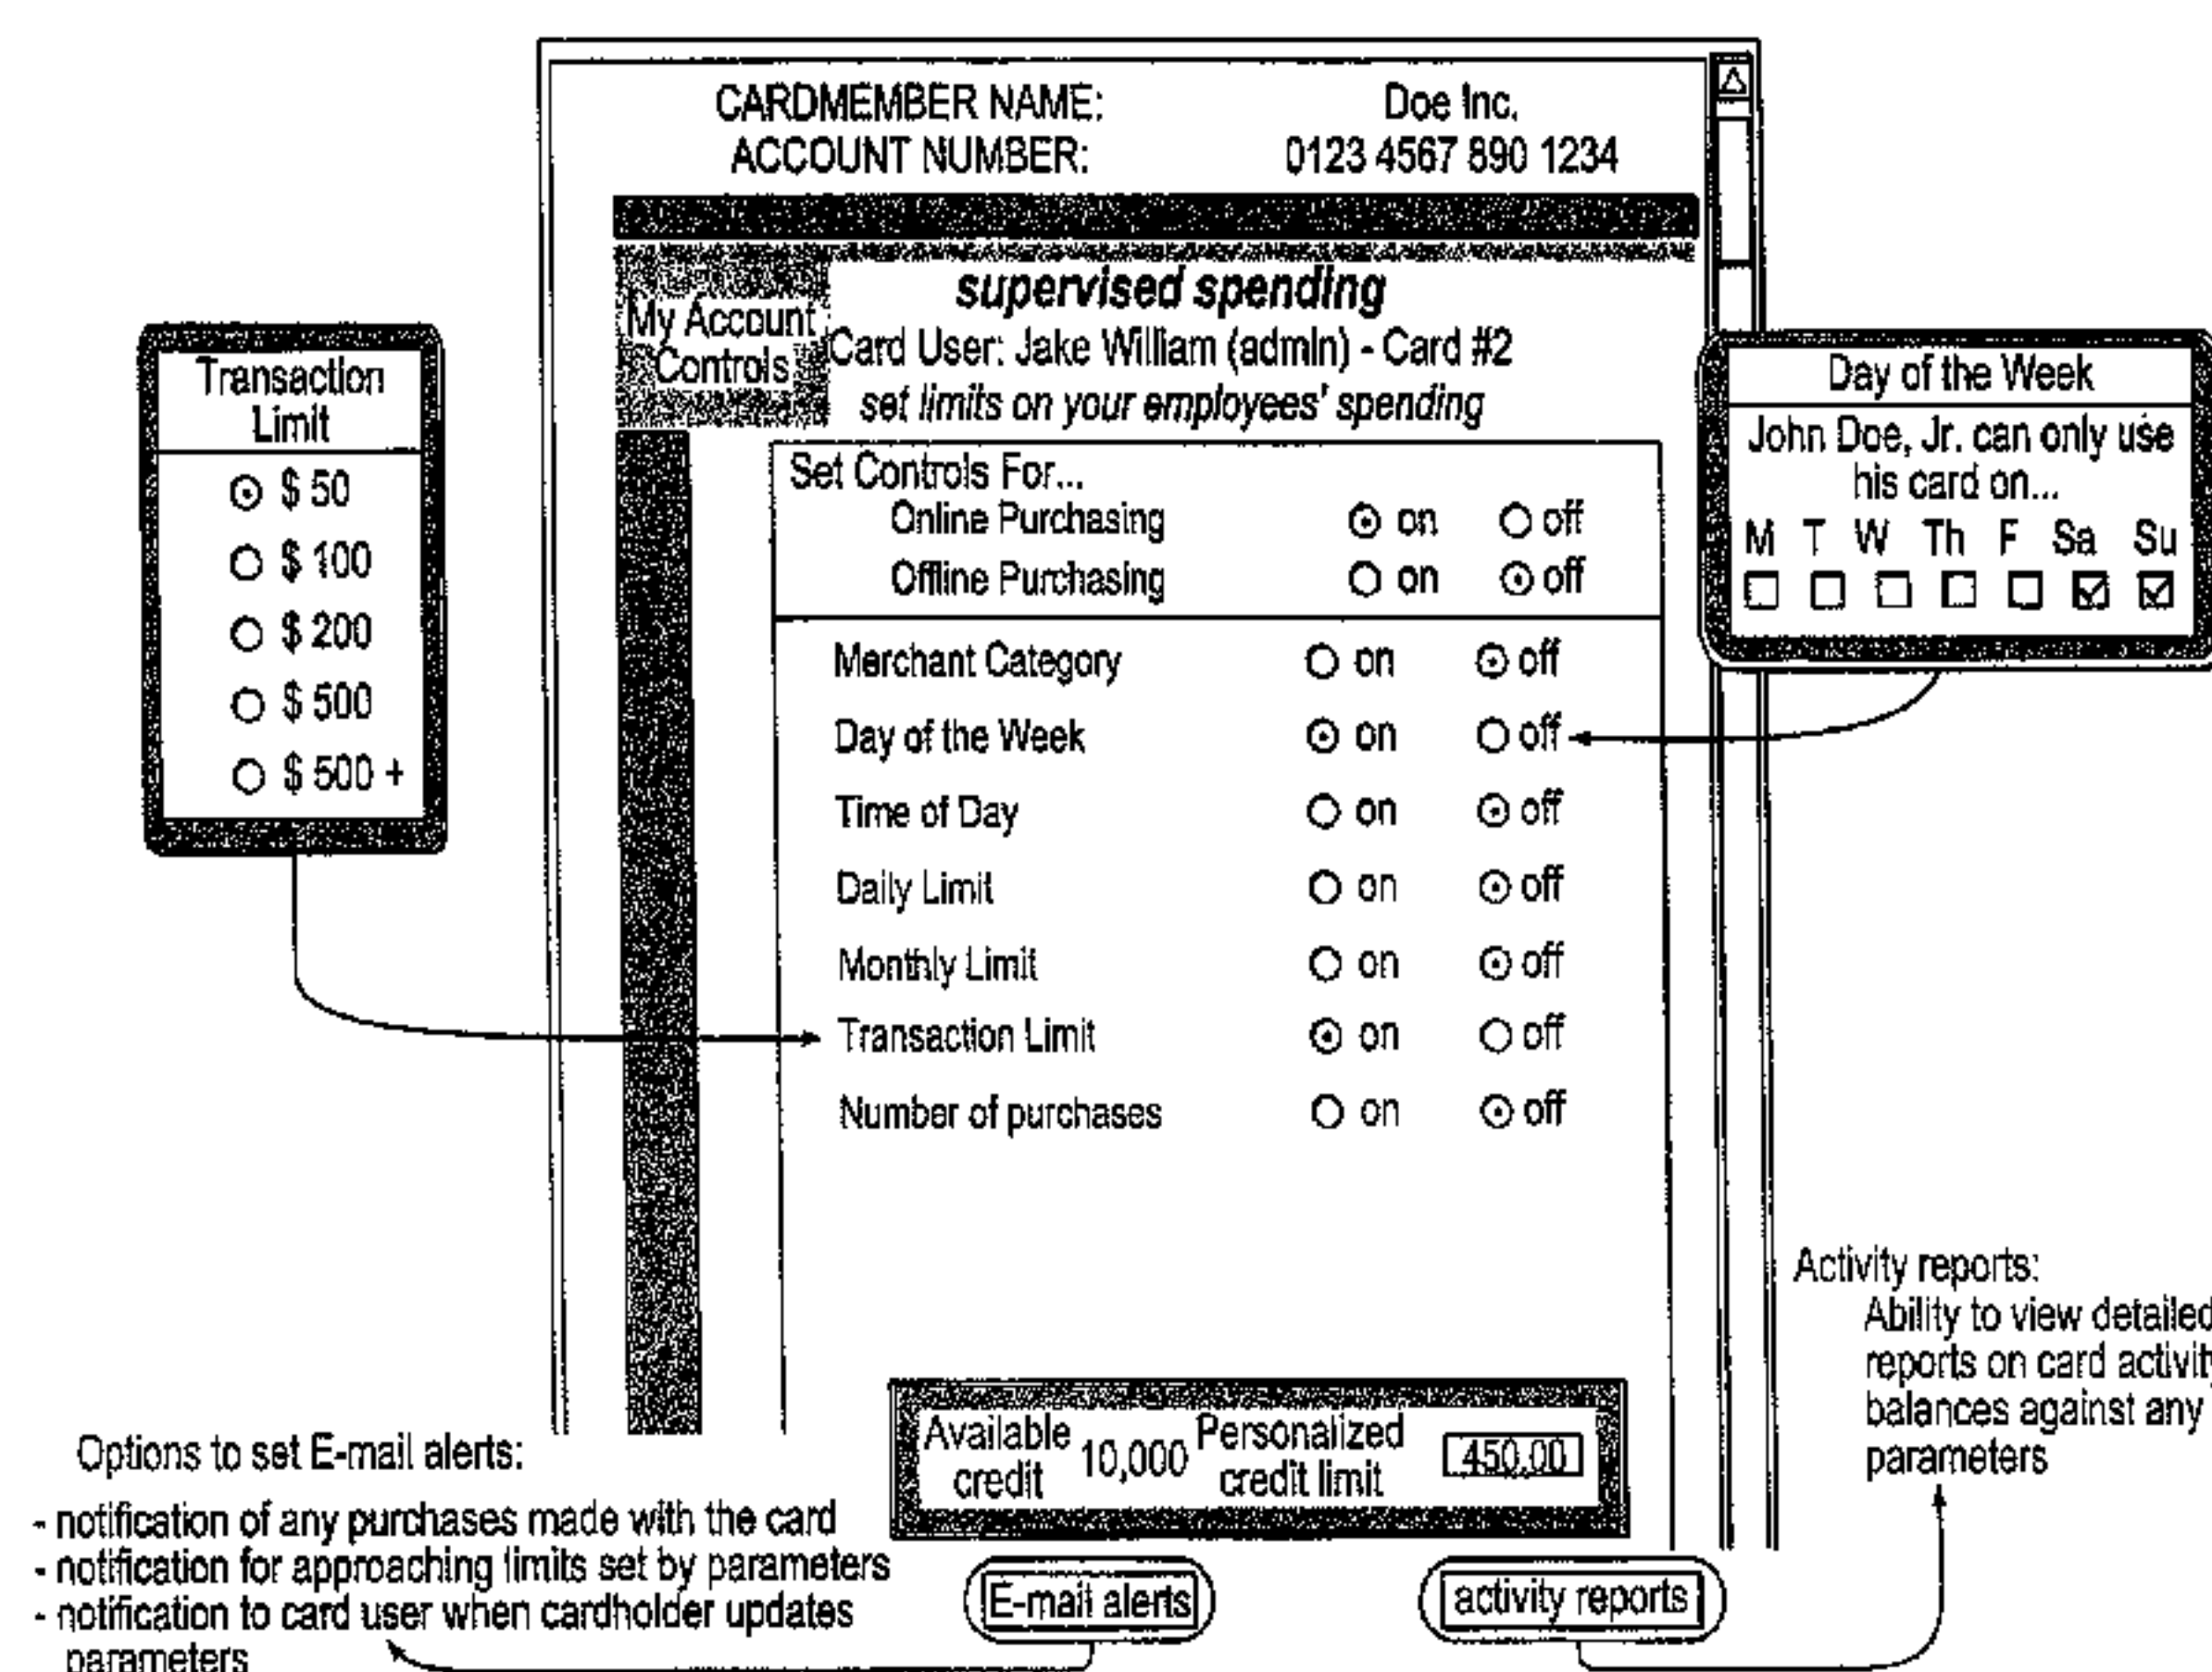 CARDMEMBER NAME: Doe Inc.
ACCOUNT NUMBER: 0123 4567 890 1234
My Account
Controls
supervised spending
Card User: Jake William (admin) - Card #2
set limits on your employees' spending
Transaction
Limit
$ 50
$ 100
$ 200
$ 500
$ 500 +
Set Controls For...
Online Purchasing on off
Offline Purchasing on off
Merchant Category on off
Day of the Week on off
Time of Day on off
Daily Limit on off
Monthly Limit on off
Transaction Limit on off
Number of purchases on off
Day of the Week
John Doe, Jr. can only use
his card on...
M T W Th F Sa Su
Available
credit
10,000
Personalized
credit limit
450.00
E-mail alerts
activity reports
Options to set E-mail alerts:
- notification of any purchases made with the card
- notification for approaching limits set by parameters
- notification to card user when cardholder updates
parameters
Activity reports:
Ability to view detailed
reports on card activity
balances against any
parameters